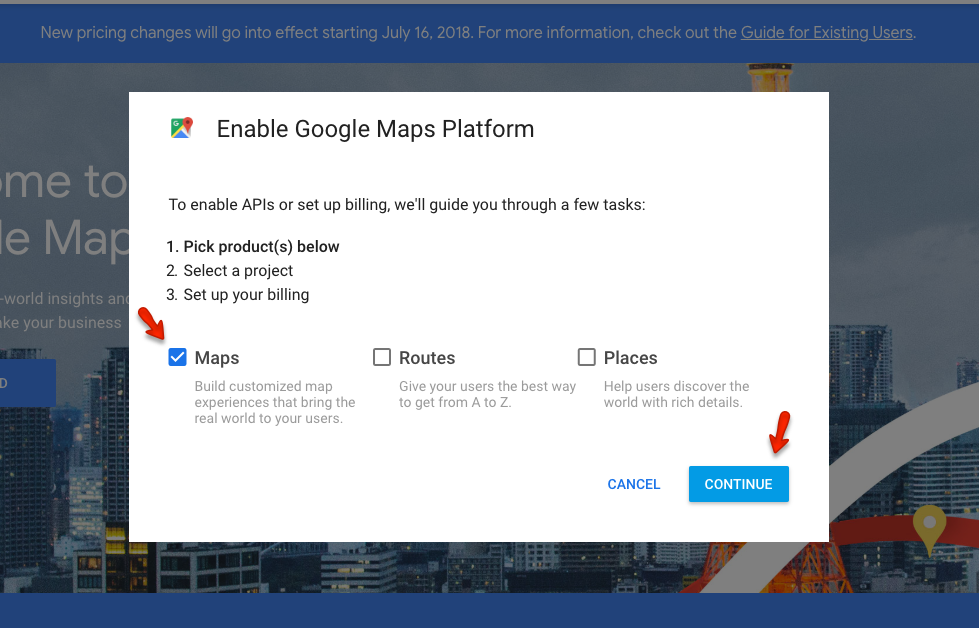 New pricing changes will go into effect starting July 16, 2018. For more information, check out the Guide for Existing Users.
Enable Google Maps Platform
ome to
le Map
To enable APIs or set up billing, we'll guide you through a few tasks:
1. Pick product(s) below
2. Select a project
3. Set up your billing
-world insights and
ake your business
D
Maps
Build customized map
experiences that bring the
real world to your users.
Routes
Give your users the best way
to get from A to Z.
Places
Help users discover the
world with rich details.
CANCEL
CONTINUE